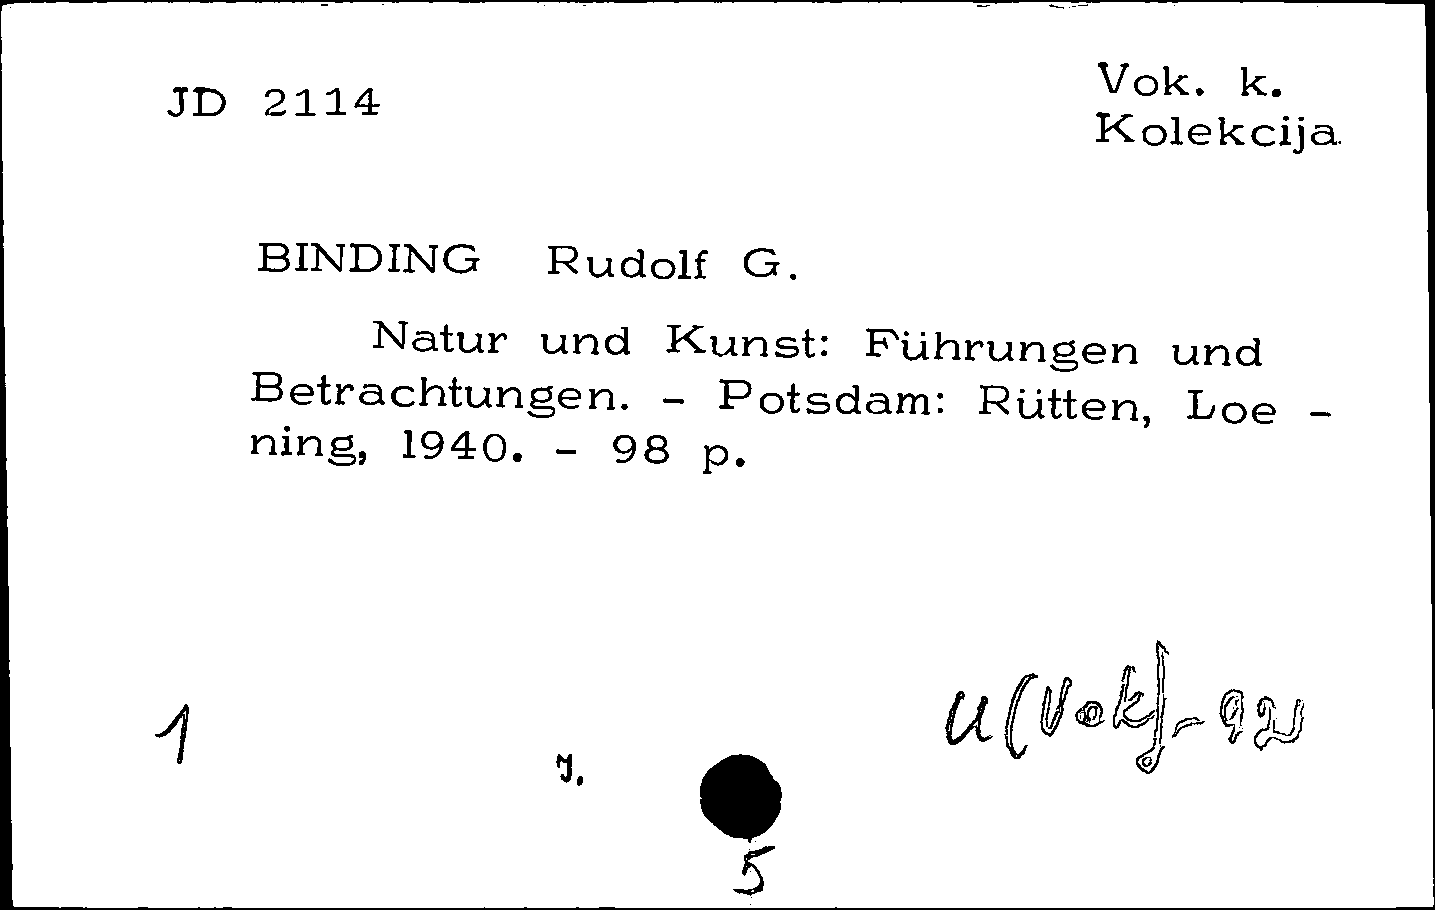 JD 2114
Vok. k.
Kolekcija
BINDING Rudolf G.
Natur und Kunst: Führungen und
Betrachtungen. - Potsdam: Rütten, Loe -
ning, 1940. - 98 p.
1
U(Vok)-92
5